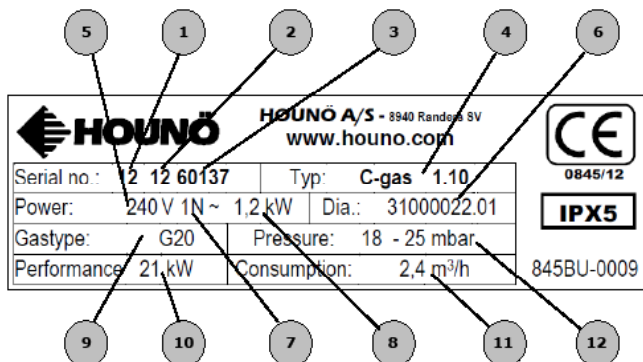 5 1 2 3 4 6
HOUNÖ HOUNÖ A/S - 8940 Randers SV
www.houno.com
CE
0845/12
Serial no.: 12 12 60137 Typ: C-gas 1.10
Power: 240 V 1N ~ 1,2 kW Dia.: 31000022.01
IPX5
Gastype: G20 Pressure: 18 - 25 mbar
Performance 21 kW Consumption: 2,4 m³/h 845BU-0009
9 10 7 8 11 12